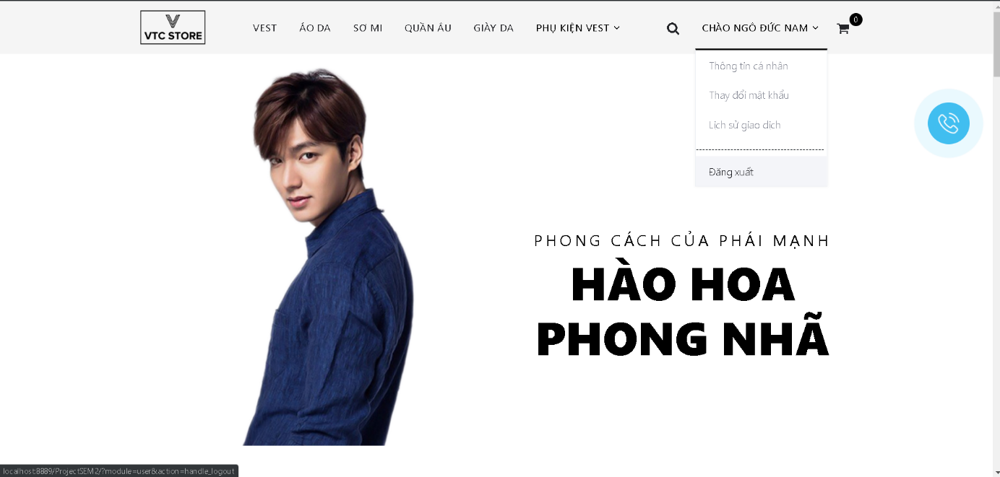 VTC STORE
VEST ÁO DA SƠ MI QUẦN ÂU GIÀY DA PHỤ KIỆN VEST CHÀO NGÔ ĐỨC NAM 0
Thông tin cá nhân
Thay đổi mật khẩu
Lịch sử giao dịch
Đăng xuất
PHONG CÁCH CỦA PHÁI MẠNH
HÀO HOA
PHONG NHÃ
localhost:8889/ProjectSEM2/?module=user&action=handle_logout